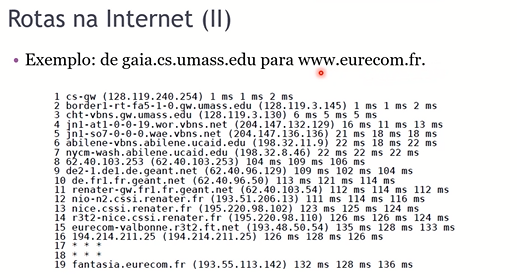 Rotas na Internet (II)
• Exemplo: de gaia.cs.umass.edu para www.eurecom.fr.
1 cs-gw (128.119.240.254) 1 ms 1 ms 2 ms
2 border1-rt-fa5-1-0.gw.umass.edu (128.119.3.145) 1 ms 1 ms 2 ms
3 cht-vbns.gw.umass.edu (128.119.3.130) 6 ms 5 ms 5 ms
4 jn1-at1-0-0-19.wor.vbns.net (204.147.132.129) 16 ms 11 ms 13 ms
5 jn1-so7-0-0-0.wae.vbns.net (204.147.136.136) 21 ms 18 ms 18 ms
6 abilene-vbns.abilene.ucaid.edu (198.32.11.9) 22 ms 18 ms 22 ms
7 nycm-wash.abilene.ucaid.edu (198.32.8.46) 22 ms 22 ms 22 ms
8 62.40.103.253 (62.40.103.253) 104 ms 109 ms 106 ms
9 de2-1.de1.de.geant.net (62.40.96.129) 109 ms 102 ms 104 ms
10 de.fr1.fr.geant.net (62.40.96.50) 113 ms 121 ms 114 ms
11 renater-gw.fr1.fr.geant.net (62.40.103.54) 112 ms 114 ms 112 ms
12 nio-n2.cssi.renater.fr (193.51.206.13) 111 ms 114 ms 116 ms
13 nice.cssi.renater.fr (195.220.98.102) 123 ms 125 ms 124 ms
14 r3t2-nice.cssi.renater.fr (195.220.98.110) 126 ms 126 ms 124 ms
15 eurecom-valbonne.r3t2.ft.net (193.48.50.54) 135 ms 128 ms 133 ms
16 194.214.211.25 (194.214.211.25) 126 ms 128 ms 126 ms
17 * * *
18 * * *
19 fantasia.eurecom.fr (193.55.113.142) 132 ms 128 ms 136 ms